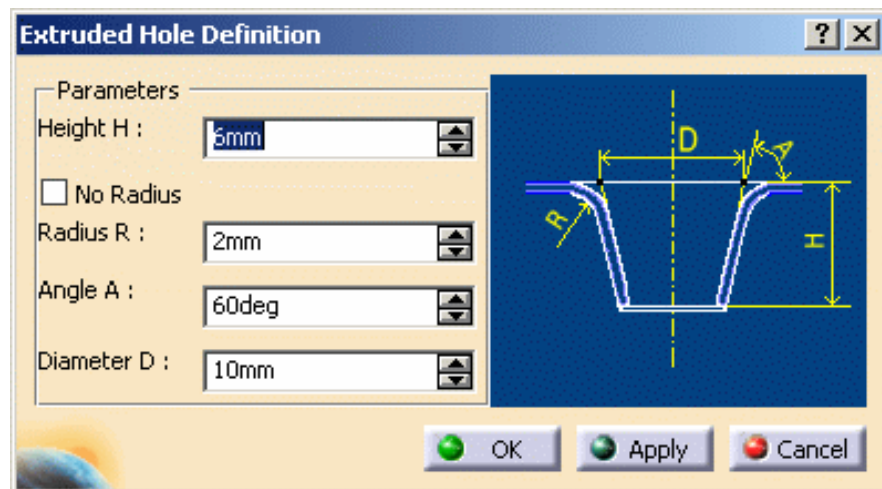 Extruded Hole Definition
Parameters
Height H :
6mm
No Radius
Radius R :
2mm
Angle A :
60deg
Diameter D :
10mm
D
A
R
H
OK
Apply
Cancel